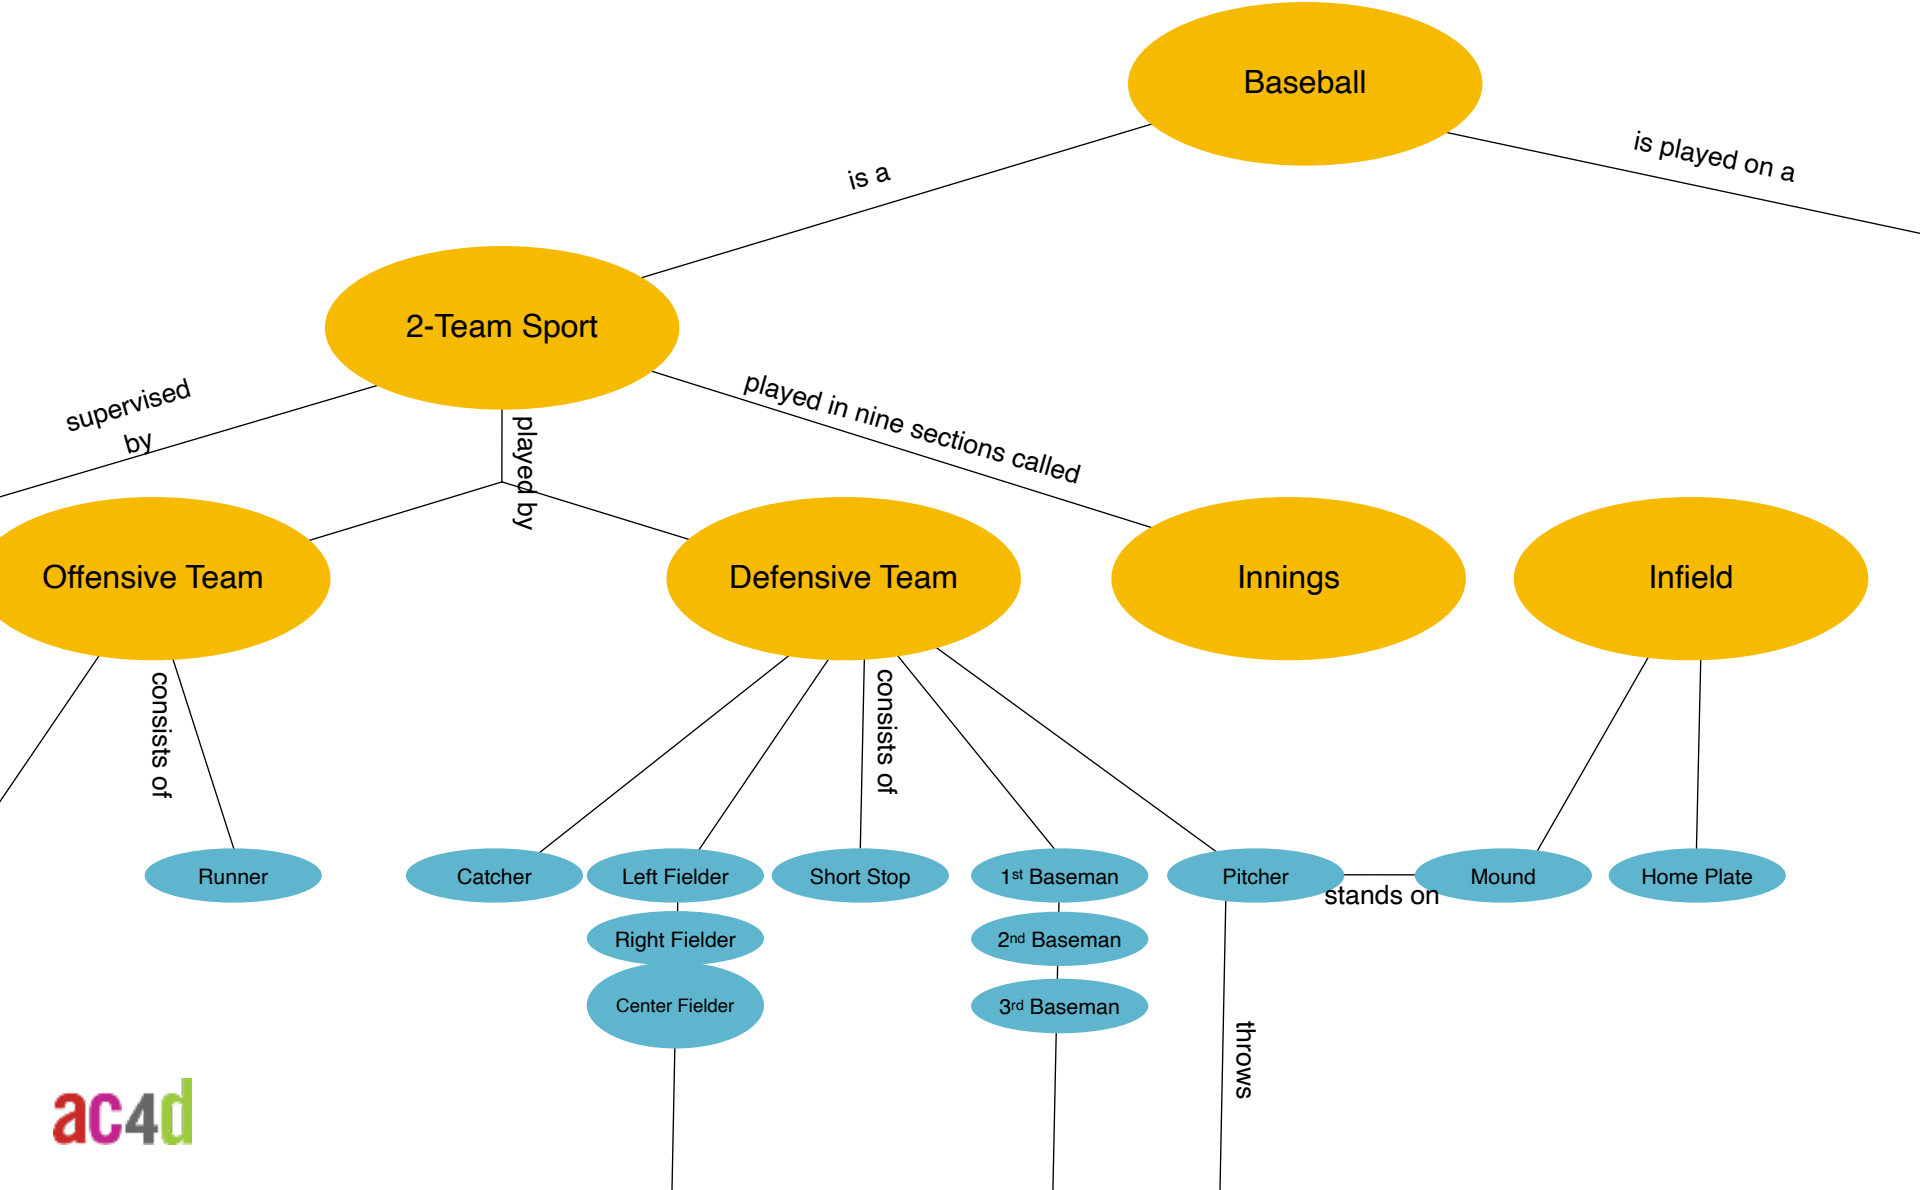 Baseball
is played on a
is a
2-Team Sport
supervised
by
played by
played in nine sections called
Offensive Team
Defensive Team
Innings
Infield
consists of
consists of
Runner
Catcher
Left Fielder
Short Stop
1st Baseman
Pitcher
stands on
Mound
Home Plate
Right Fielder
2nd Baseman
Center Fielder
3rd Baseman
throws
ac4d